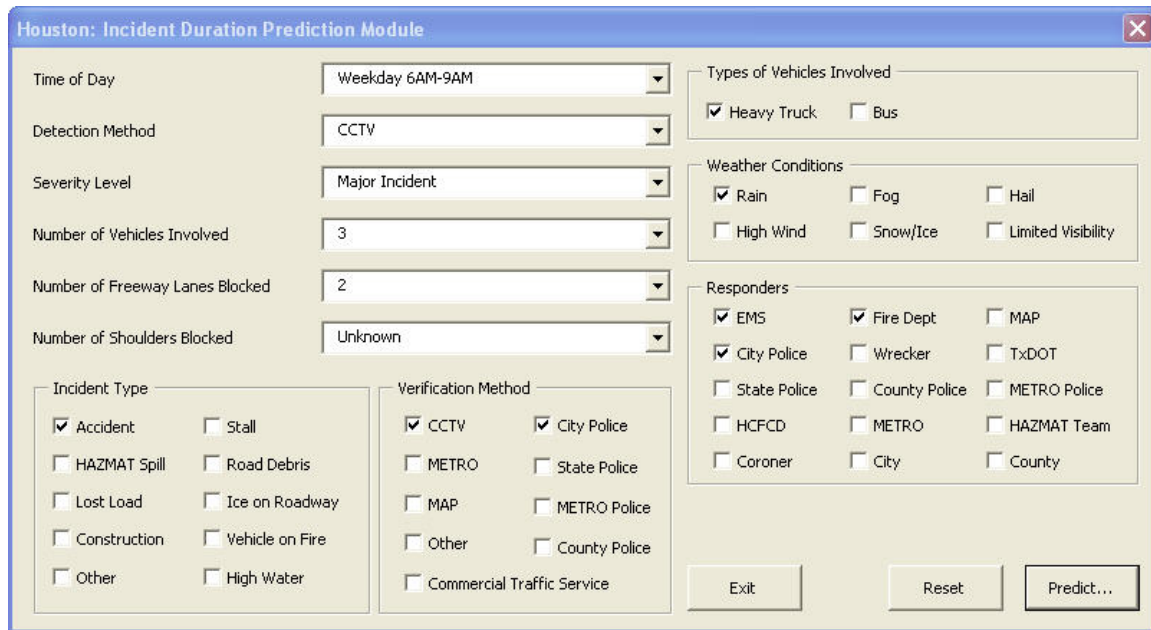 Houston: Incident Duration Prediction Module
Time of Day
Weekday 6AM-9AM
Detection Method
CCTV
Severity Level
Major Incident
Number of Vehicles Involved
3
Number of Freeway Lanes Blocked
2
Number of Shoulders Blocked
Unknown
Incident Type
Accident Stall
HAZMAT Spill Road Debris
Lost Load Ice on Roadway
Construction Vehicle on Fire
Other High Water
Verification Method
CCTV City Police
METRO State Police
MAP METRO Police
Other County Police
Commercial Traffic Service
Types of Vehicles Involved
Heavy Truck Bus
Weather Conditions
Rain Fog Hail
High Wind Snow/Ice Limited Visibility
Responders
EMS Fire Dept MAP
City Police Wrecker TxDOT
State Police County Police METRO Police
HCFCD METRO HAZMAT Team
Coroner City County
Exit Reset Predict...